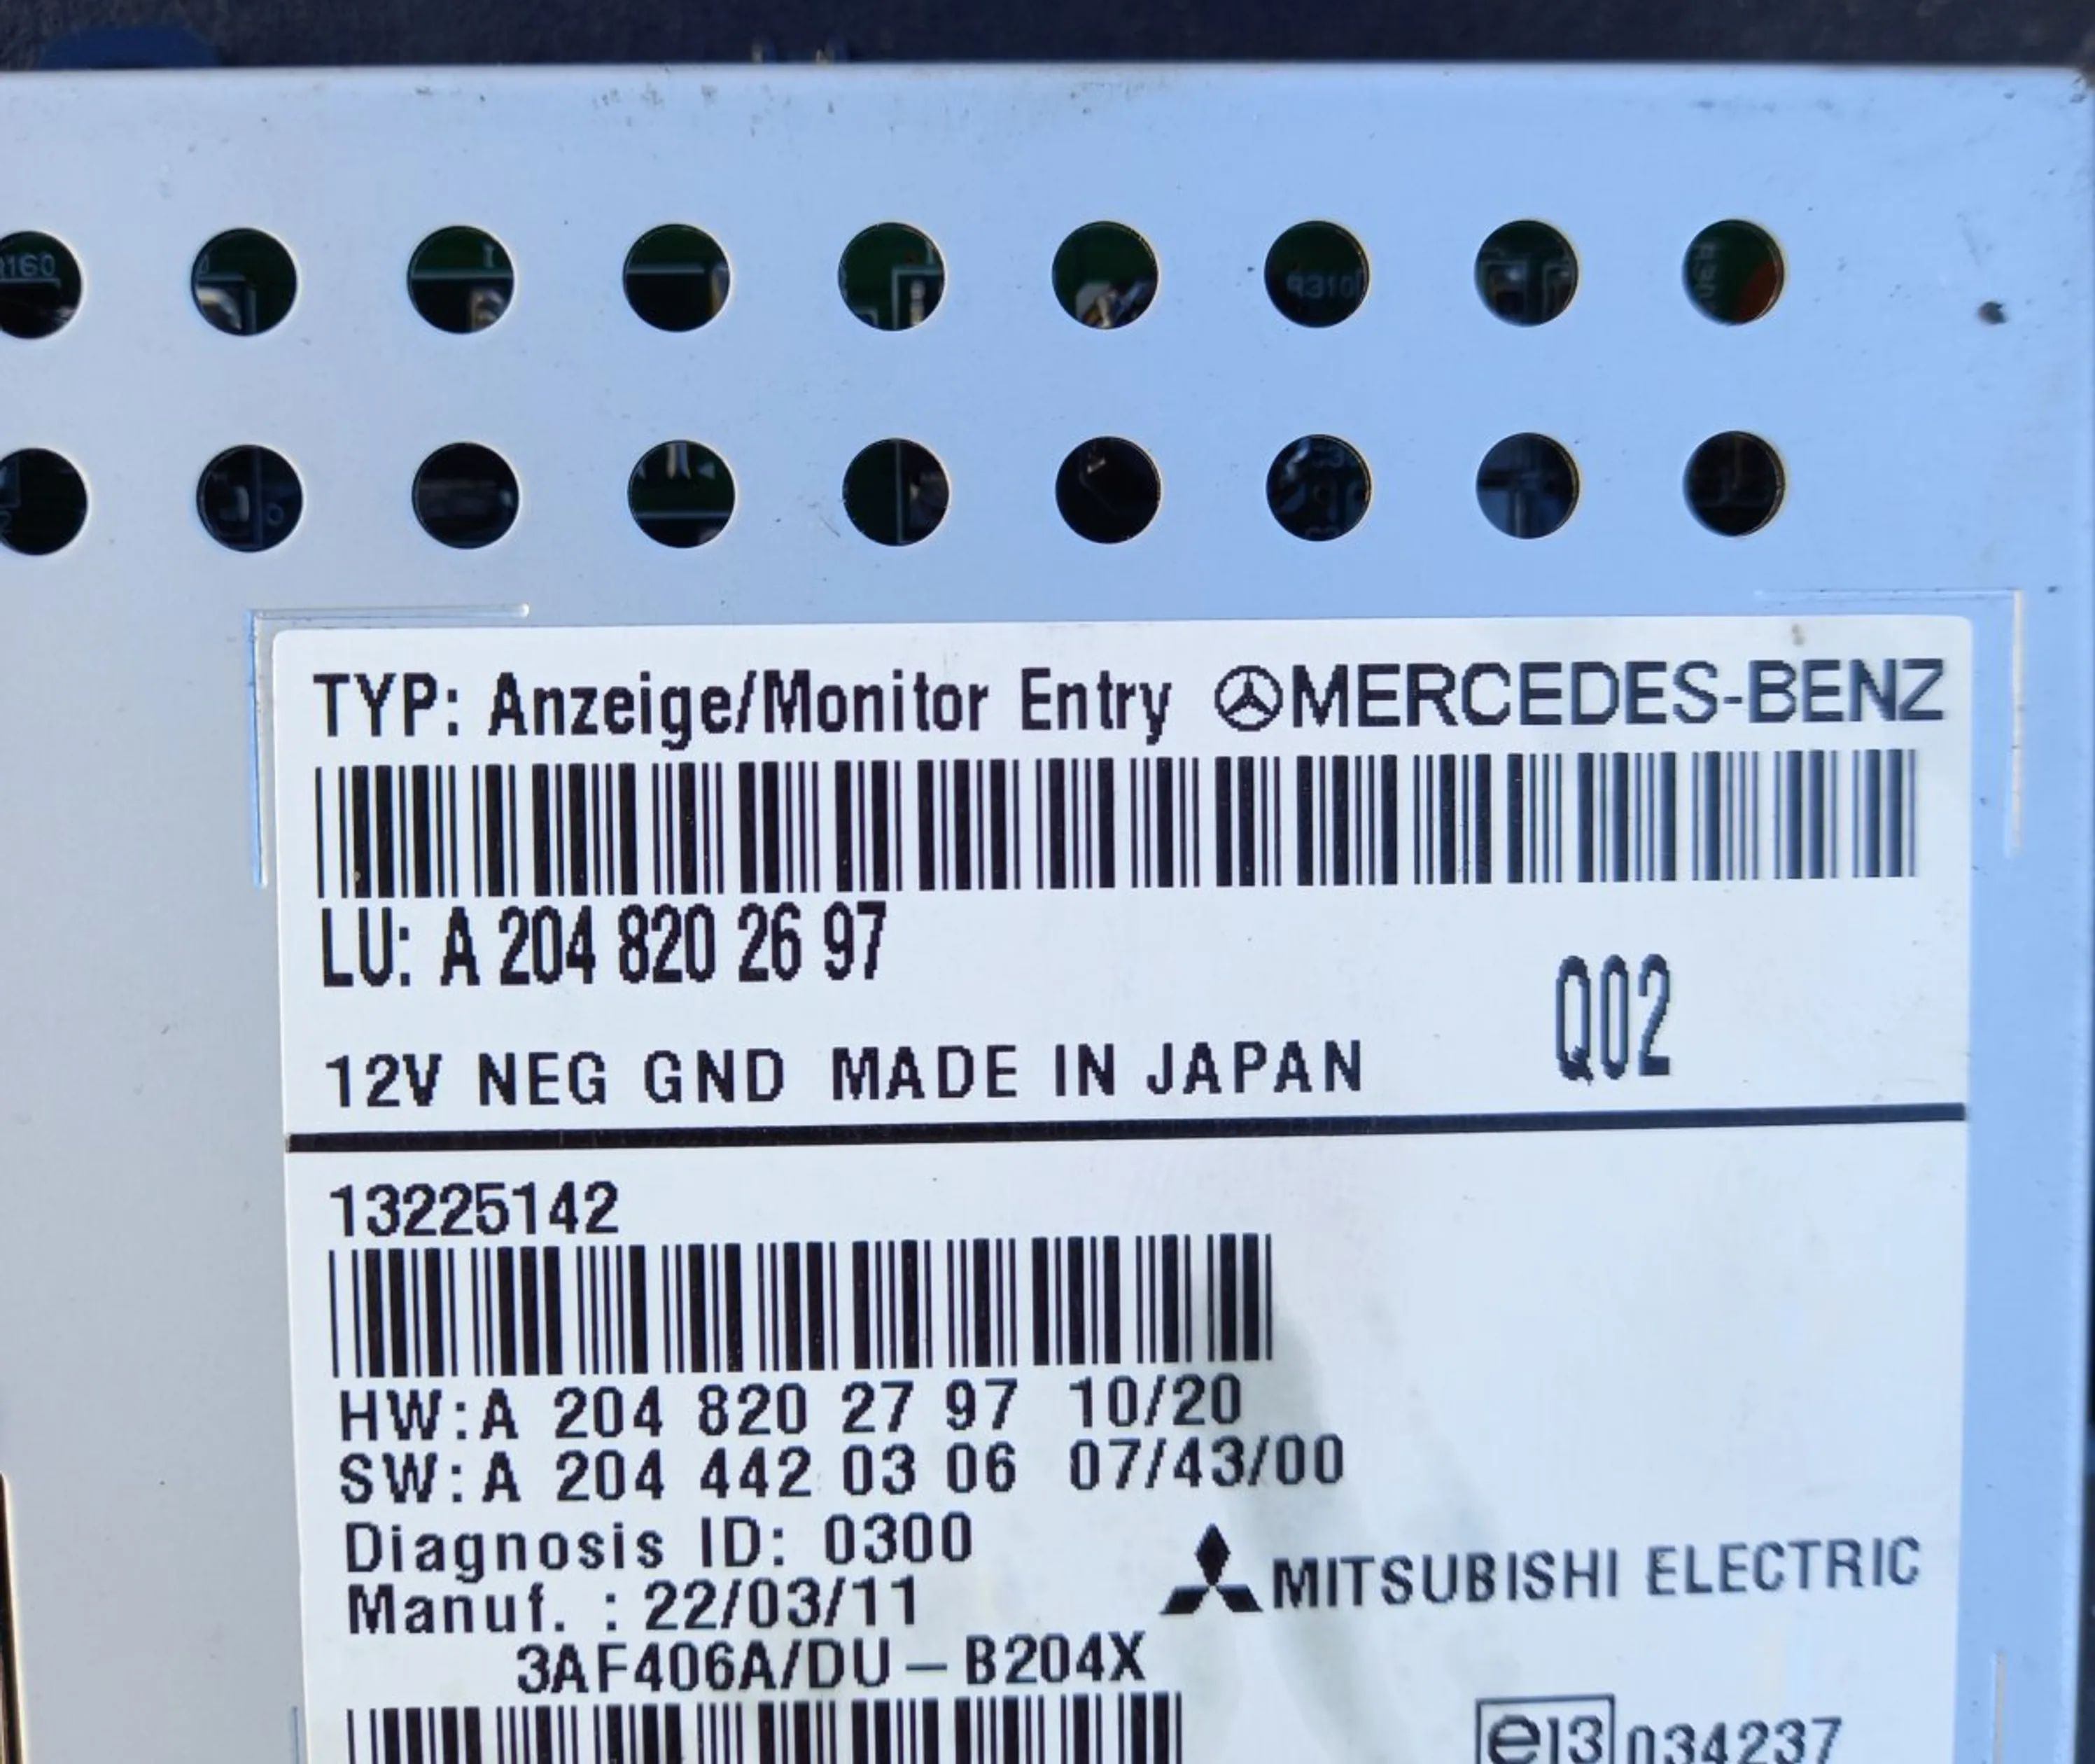 TYP: Anzeige/Monitor Entry MERCEDES-BENZ
LU: A 204 820 26 97
Q02
12V NEG GND MADE IN JAPAN
13225142
HW:A 204 820 27 97 10/20
SW:A 204 442 03 06 07/43/00
Diagnosis ID: 0300
Manuf. : 22/03/11
MITSUBISHI ELECTRIC
3AF406A/DU-B204X
e13 034237